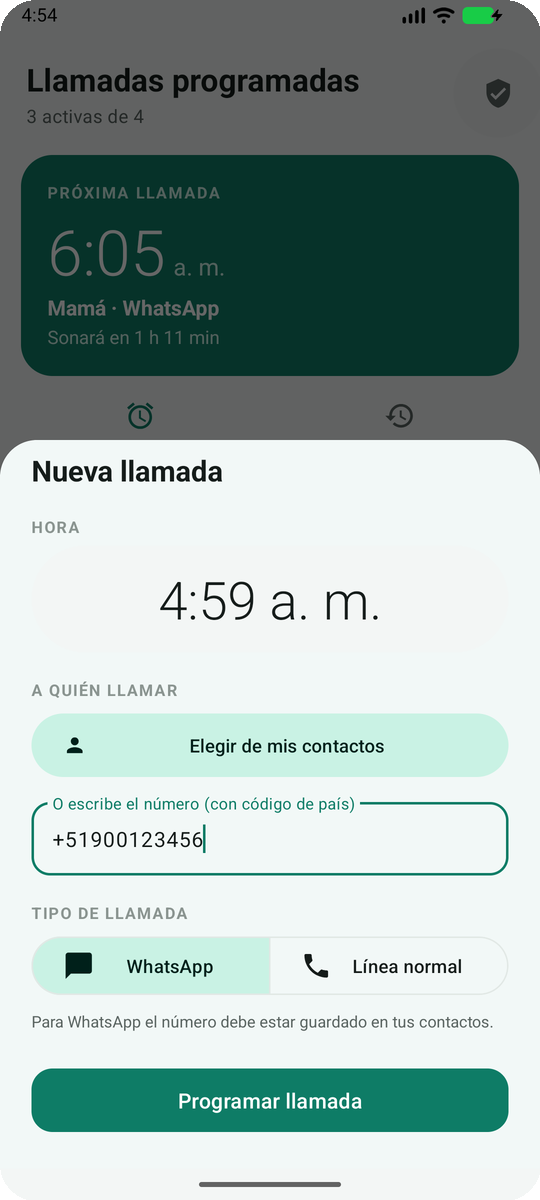 4:54
Llamadas programadas
3 activas de 4
PRÓXIMA LLAMADA
6:05 a. m.
Mamá · WhatsApp
Sonará en 1 h 11 min
Nueva llamada
HORA
4:59 a. m.
A QUIÉN LLAMAR
Elegir de mis contactos
O escribe el número (con código de país)
+51900123456
TIPO DE LLAMADA
WhatsApp
Línea normal
Para WhatsApp el número debe estar guardado en tus contactos.
Programar llamada